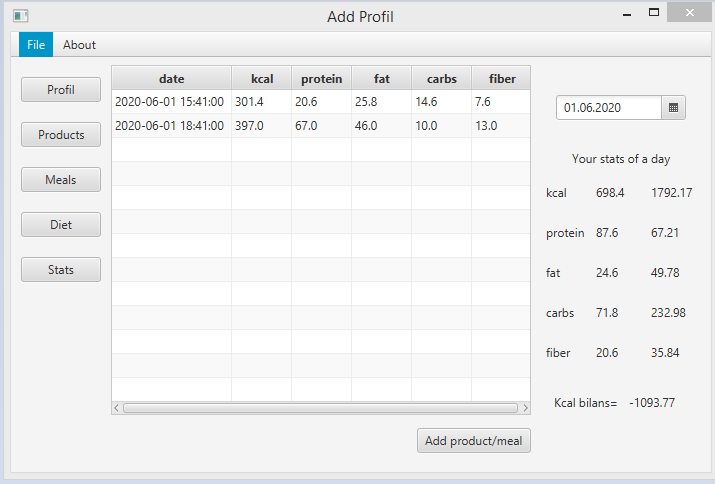 Add Profil
File About
Profil
Products
Meals
Diet
Stats
date kcal protein fat carbs fiber
2020-06-01 15:41:00 301.4 20.6 25.8 14.6 7.6
2020-06-01 18:41:00 397.0 67.0 46.0 10.0 13.0
Add product/meal
01.06.2020
Your stats of a day
kcal 698.4 1792.17
protein 87.6 67.21
fat 24.6 49.78
carbs 71.8 232.98
fiber 20.6 35.84
Kcal bilans= -1093.77